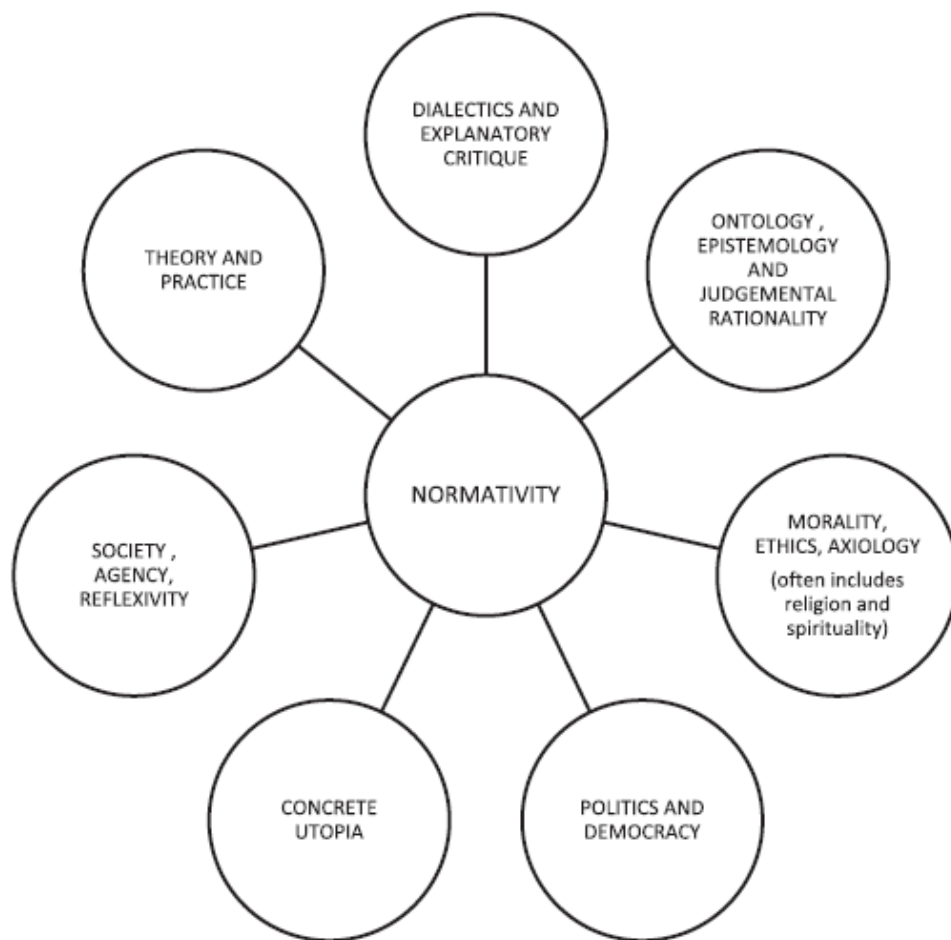 DIALECTICS AND
EXPLANATORY
CRITIQUE
ONTOLOGY ,
EPISTEMOLOGY
AND
JUDGEMENTAL
RATIONALITY
MORALITY,
ETHICS, AXIOLOGY
(often includes
religion and
spirituality)
POLITICS AND
DEMOCRACY
CONCRETE
UTOPIA
SOCIETY ,
AGENCY,
REFLEXIVITY
THEORY AND
PRACTICE
NORMATIVITY